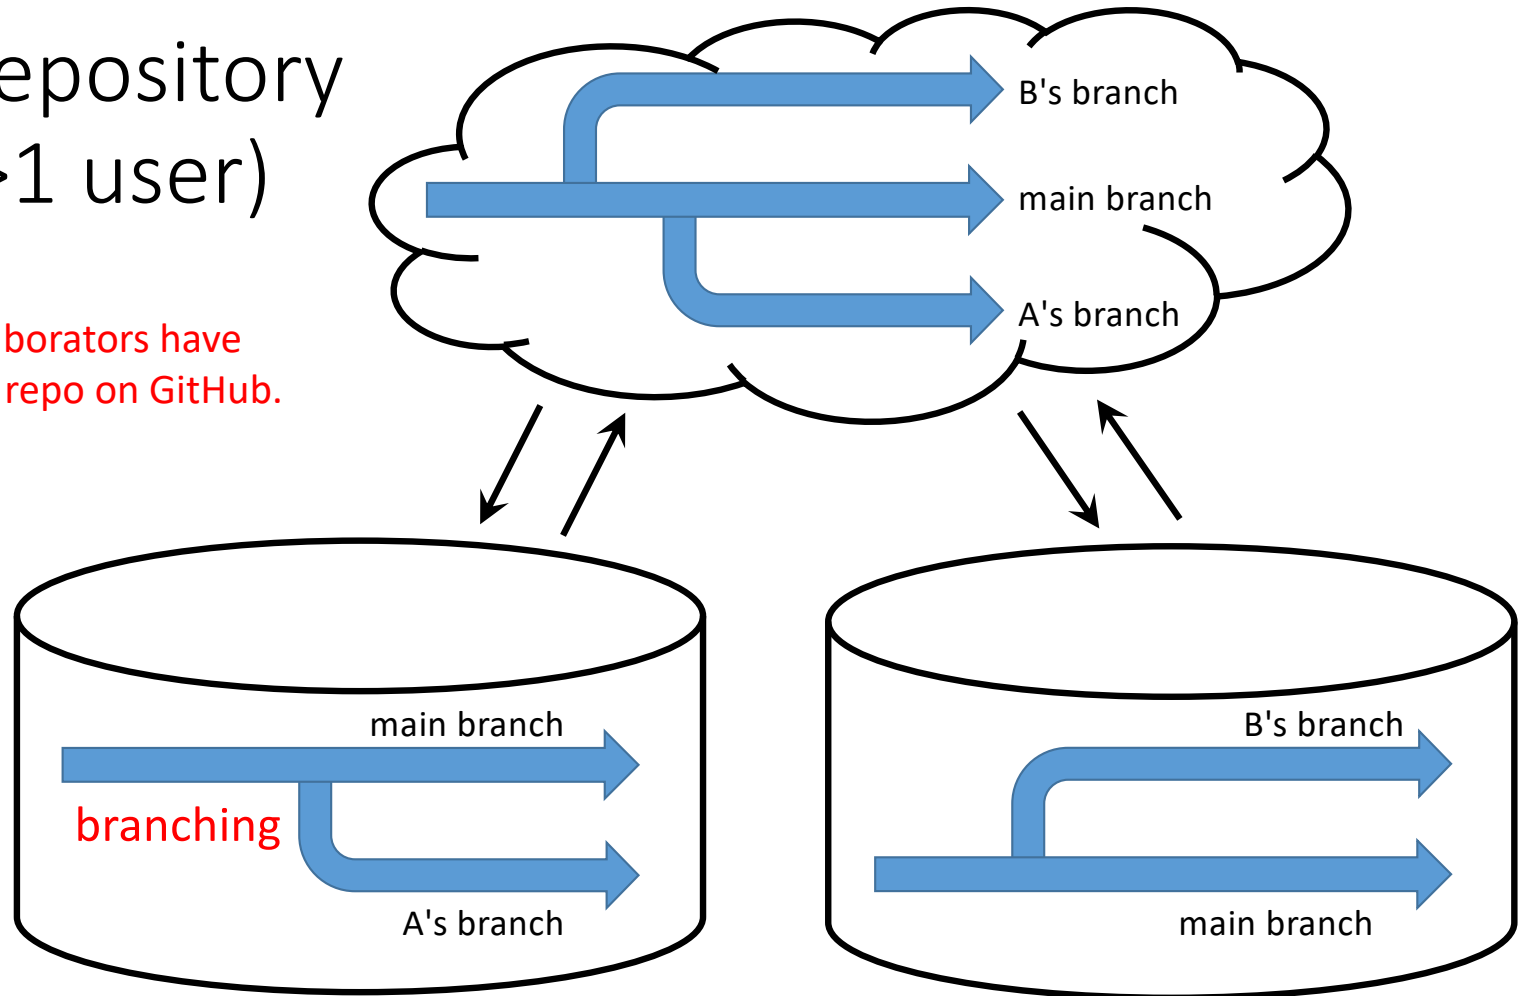 epository
>1 user)
borators have
repo on GitHub.
B's branch
main branch
A's branch
main branch
branching
A's branch
B's branch
main branch